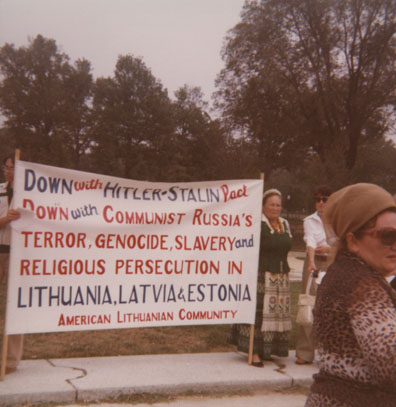 DOWN with HITLER-STALIN Pact
DOWN with COMMUNIST RUSSIA'S
TERROR, GENOCIDE, SLAVERY and
RELIGIOUS PERSECUTION IN
LITHUANIA, LATVIA & ESTONIA
AMERICAN LITHUANIAN COMMUNITY